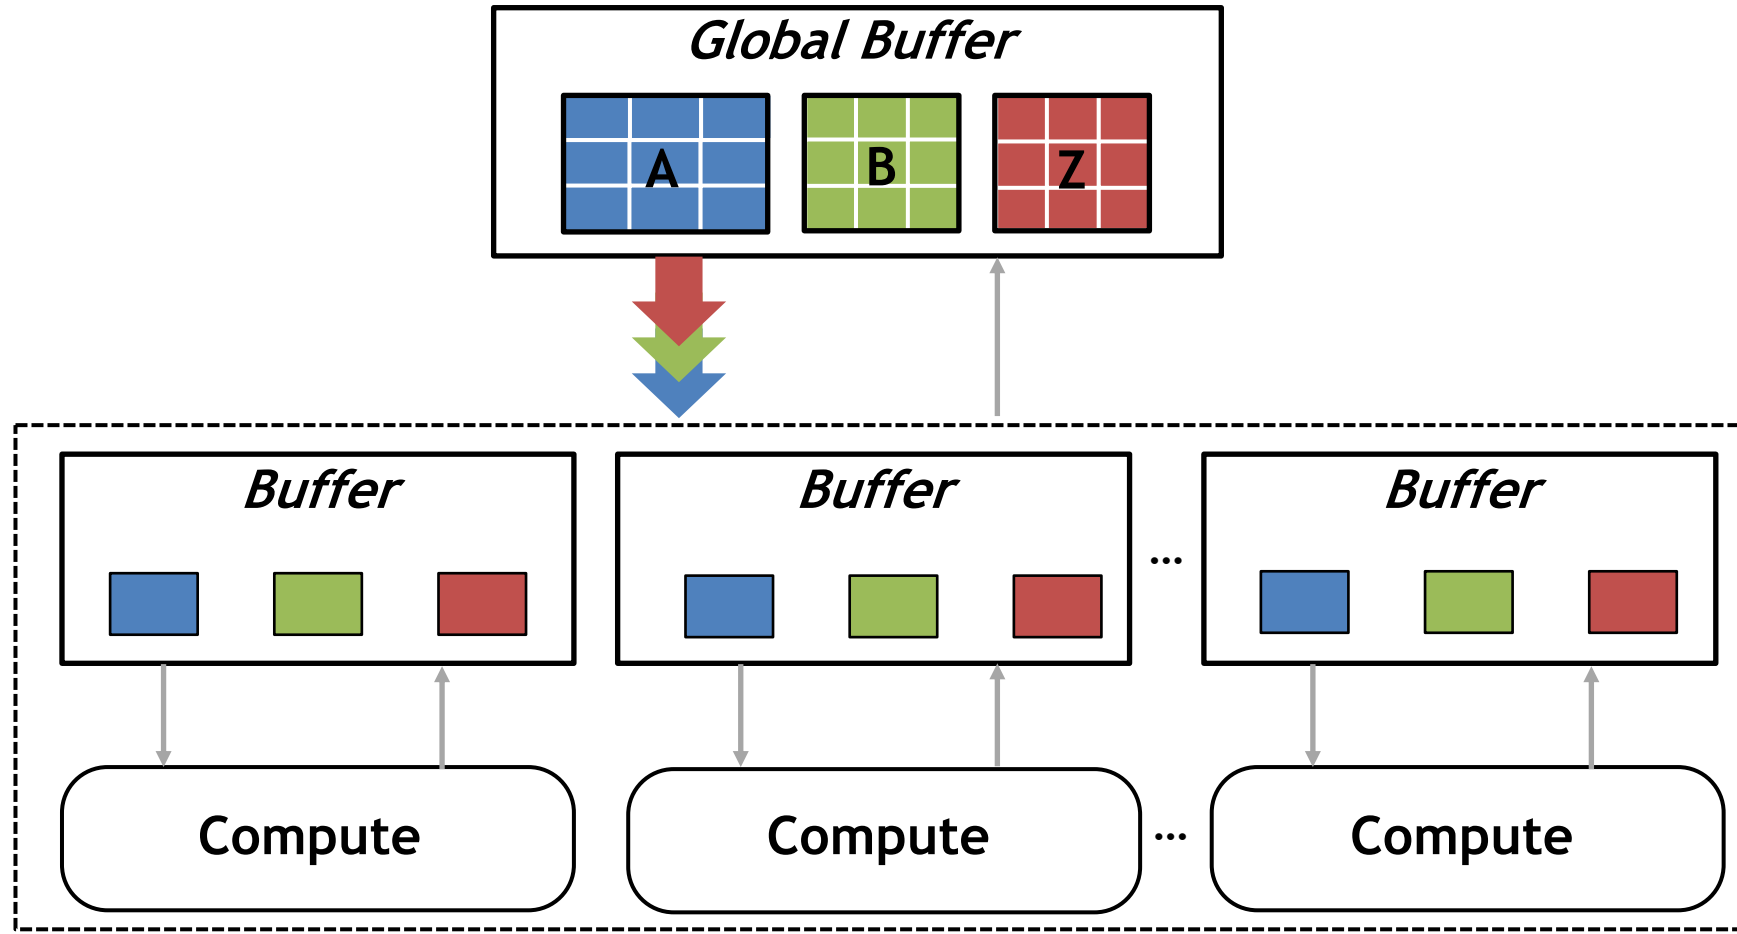 Global Buffer
A B Z
Buffer Buffer ... Buffer
Compute Compute ... Compute